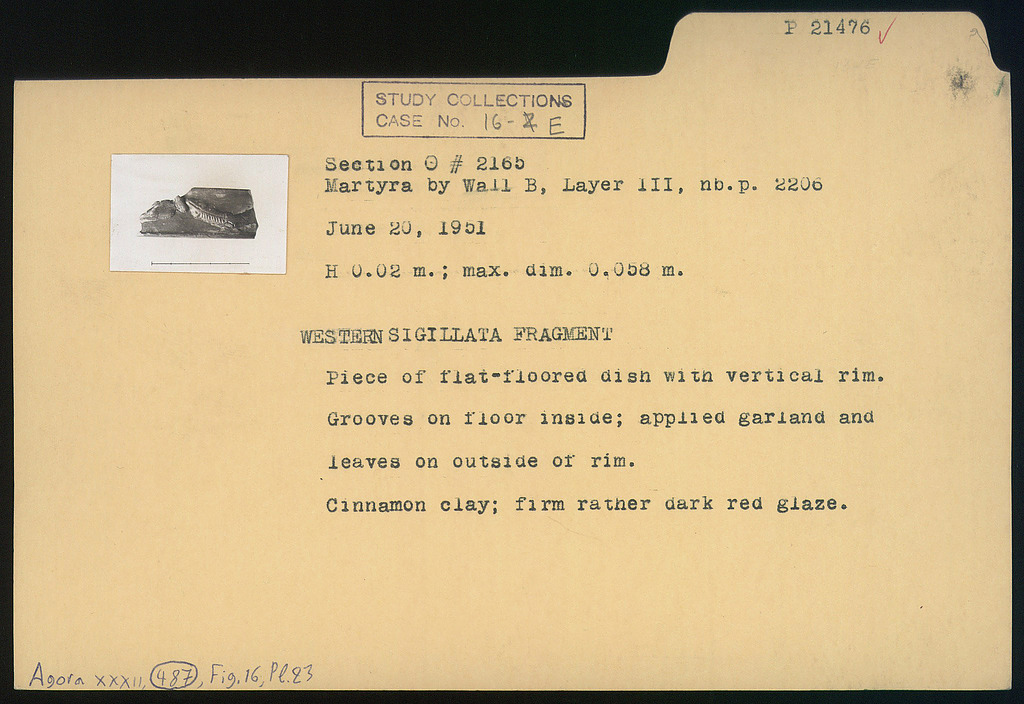 P 21476
STUDY COLLECTIONS
CASE No. 16- E
Section Θ # 2165
Martyra by Wall B, Layer III, nb.p. 2206
June 20, 1951
H 0.02 m.; max. dim. 0.058 m.
WESTERN SIGILLATA FRAGMENT
Piece of flat-floored dish with vertical rim.
Grooves on floor inside; applied garland and
leaves on outside of rim.
Cinnamon clay; firm rather dark red glaze.
Agora XXXII, 487, Fig.16, Pl.23